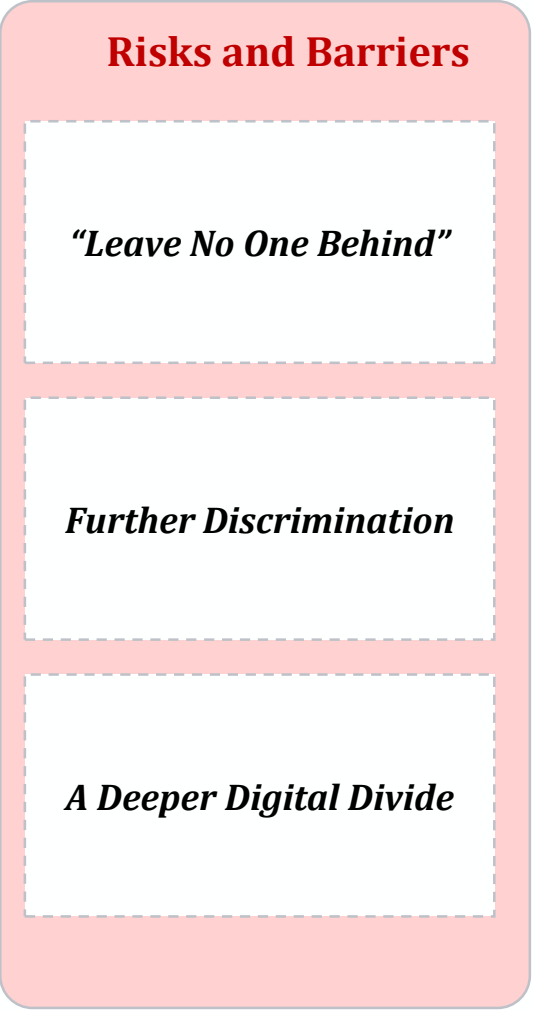 Risks and Barriers
“Leave No One Behind”
Further Discrimination
A Deeper Digital Divide